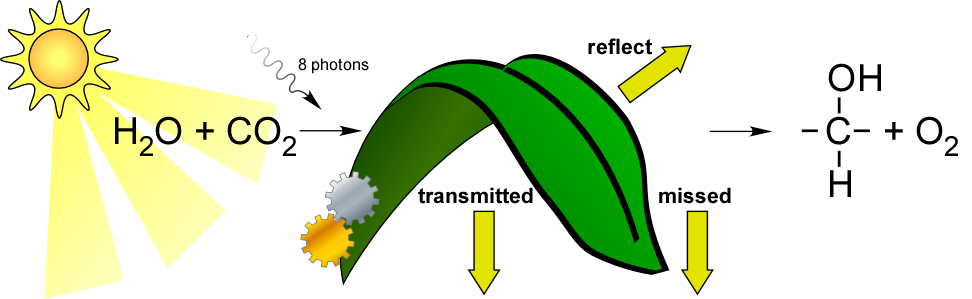 8 photons
reflect
H₂O + CO₂
transmitted
missed
OH
–C– + O₂
H